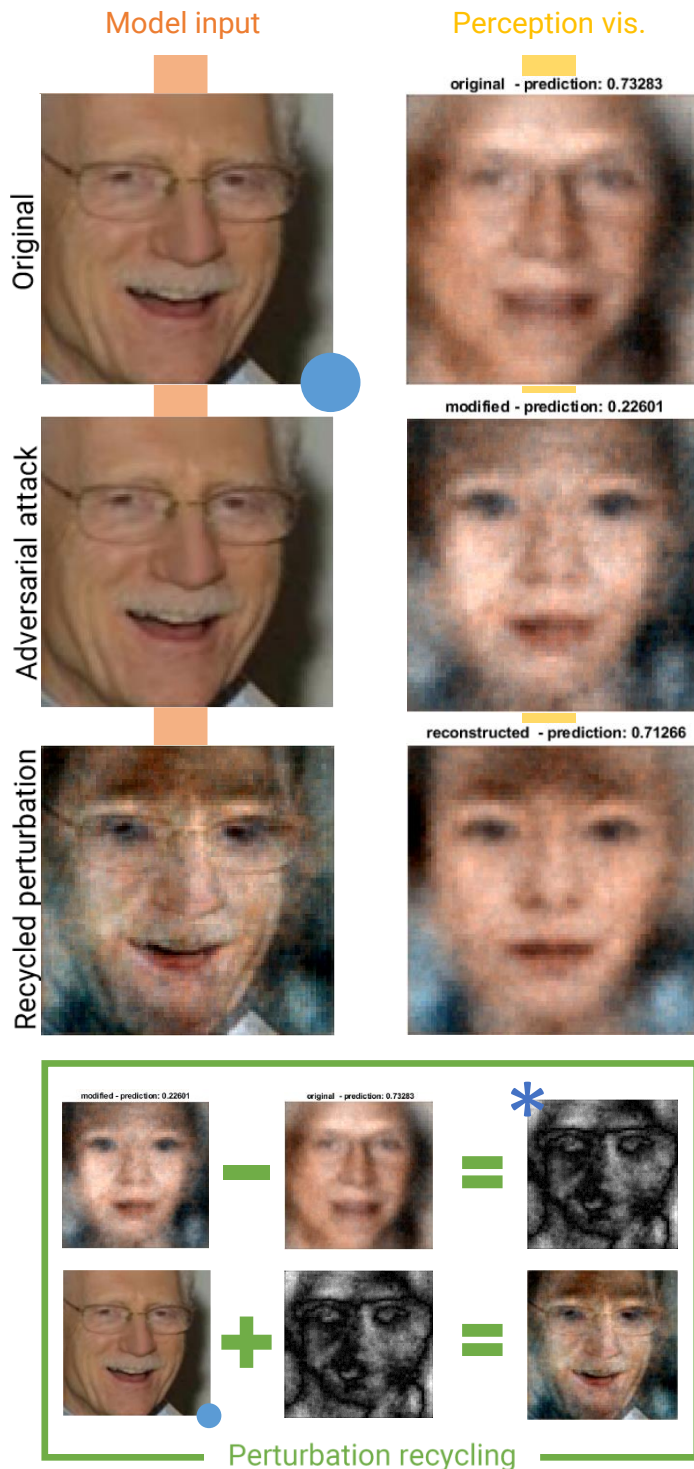 Model input
Perception vis.
original - prediction: 0.73283
Original
modified - prediction: 0.22601
Adversarial attack
reconstructed - prediction: 0.71266
Recycled perturbation
modified - prediction: 0.22601
original - prediction: 0.73283
*
−
=
+
=
Perturbation recycling